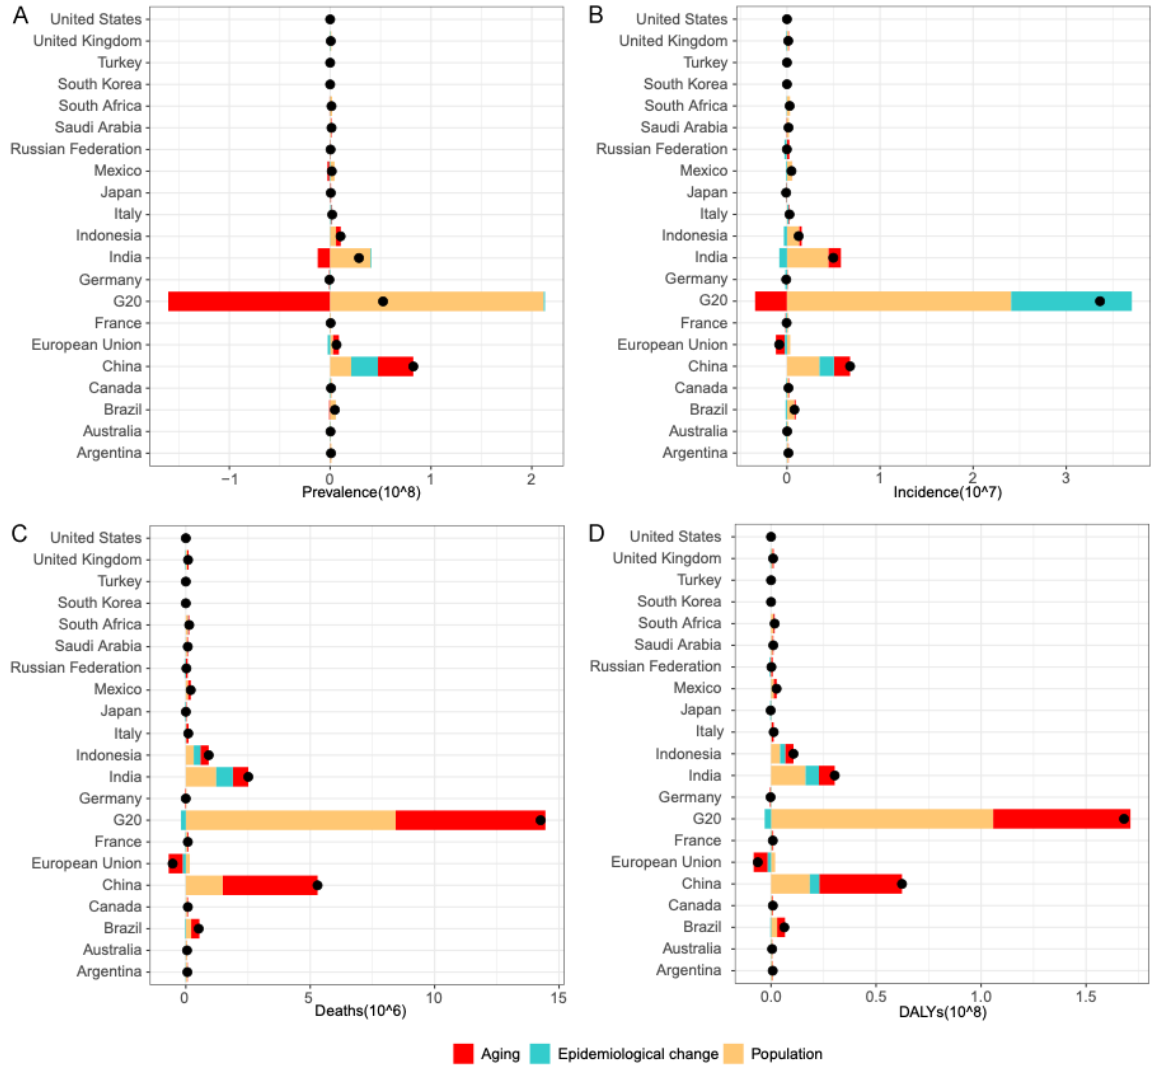 A
United States
United Kingdom
Turkey
South Korea
South Africa
Saudi Arabia
Russian Federation
Mexico
Japan
Italy
Indonesia
India
Germany
G20
France
European Union
China
Canada
Brazil
Australia
Argentina
−1 0 1 2
Prevalence(10^8)
B
United States
United Kingdom
Turkey
South Korea
South Africa
Saudi Arabia
Russian Federation
Mexico
Japan
Italy
Indonesia
India
Germany
G20
France
European Union
China
Canada
Brazil
Australia
Argentina
0 1 2 3
Incidence(10^7)
C
United States
United Kingdom
Turkey
South Korea
South Africa
Saudi Arabia
Russian Federation
Mexico
Japan
Italy
Indonesia
India
Germany
G20
France
European Union
China
Canada
Brazil
Australia
Argentina
0 5 10 15
Deaths(10^6)
D
United States
United Kingdom
Turkey
South Korea
South Africa
Saudi Arabia
Russian Federation
Mexico
Japan
Italy
Indonesia
India
Germany
G20
France
European Union
China
Canada
Brazil
Australia
Argentina
0.0 0.5 1.0 1.5
DALYs(10^8)
Aging Epidemiological change Population